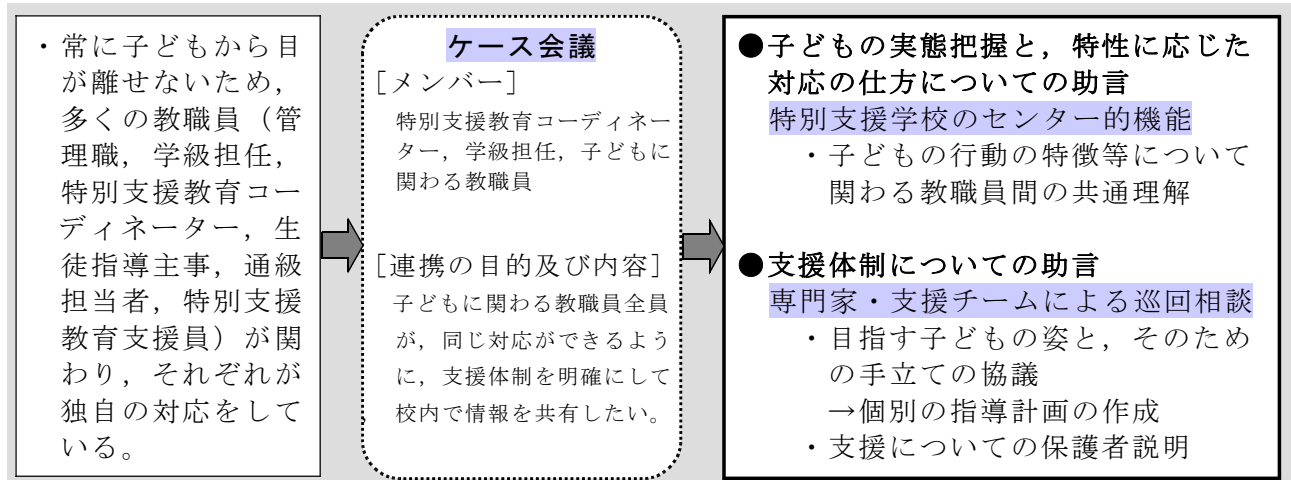 ・常に子どもから目
が離せないため，
多くの教職員（管
理職，学級担任，
特別支援教育コー
ディネーター，生
徒指導主事，通級
担当者，特別支援
教育支援員）が関
わり，それぞれが
独自の対応をして
いる。
ケース会議
［メンバー］
特別支援教育コーディネー
ター，学級担任，子どもに
関わる教職員
［連携の目的及び内容］
子どもに関わる教職員全員
が，同じ対応ができるよう
に，支援体制を明確にして
校内で情報を共有したい。
●子どもの実態把握と，特性に応じた
対応の仕方についての助言
特別支援学校のセンター的機能
・子どもの行動の特徴等について
関わる教職員間の共通理解
●支援体制についての助言
専門家・支援チームによる巡回相談
・目指す子どもの姿と，そのため
の手立ての協議
→個別の指導計画の作成
・支援についての保護者説明